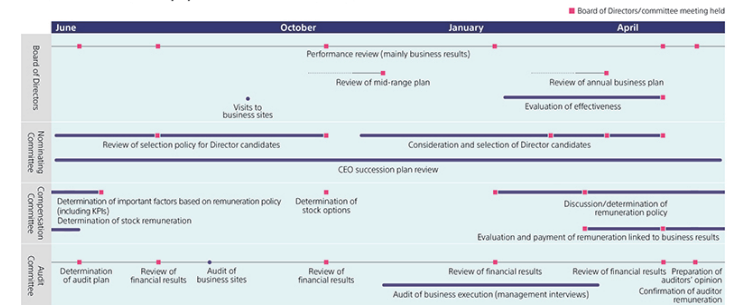 Board of Directors/committee meeting held
June October January April
Board of
Directors
Performance review (mainly business results)
Review of mid-range plan
Review of annual business plan
Visits to
business sites
Evaluation of effectiveness
Nominating
Committee
Review of selection policy for Director candidates
Consideration and selection of Director candidates
CEO succession plan review
Compensation
Committee
Determination of important factors based on remuneration policy
(including KPIs)
Determination of stock remuneration
Determination of
stock options
Discussion/determination of
remuneration policy
Evaluation and payment of remuneration linked to business results
Audit
Committee
Determination
of audit plan
Review of
financial results
Audit of
business sites
Review of
financial results
Review of financial results
Review of financial results
Preparation of
auditors' opinion
Audit of business execution (management interviews)
Confirmation of auditor
remuneration